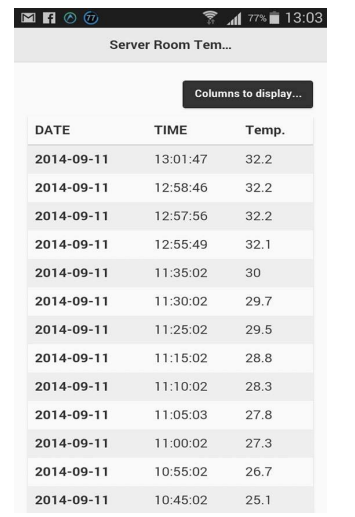 77 77% 13:03
Server Room Tem...
Columns to display...
DATE TIME Temp.
2014-09-11 13:01:47 32.2
2014-09-11 12:58:46 32.2
2014-09-11 12:57:56 32.2
2014-09-11 12:55:49 32.1
2014-09-11 11:35:02 30
2014-09-11 11:30:02 29.7
2014-09-11 11:25:02 29.5
2014-09-11 11:15:02 28.8
2014-09-11 11:10:02 28.3
2014-09-11 11:05:03 27.8
2014-09-11 11:00:02 27.3
2014-09-11 10:55:02 26.7
2014-09-11 10:45:02 25.1